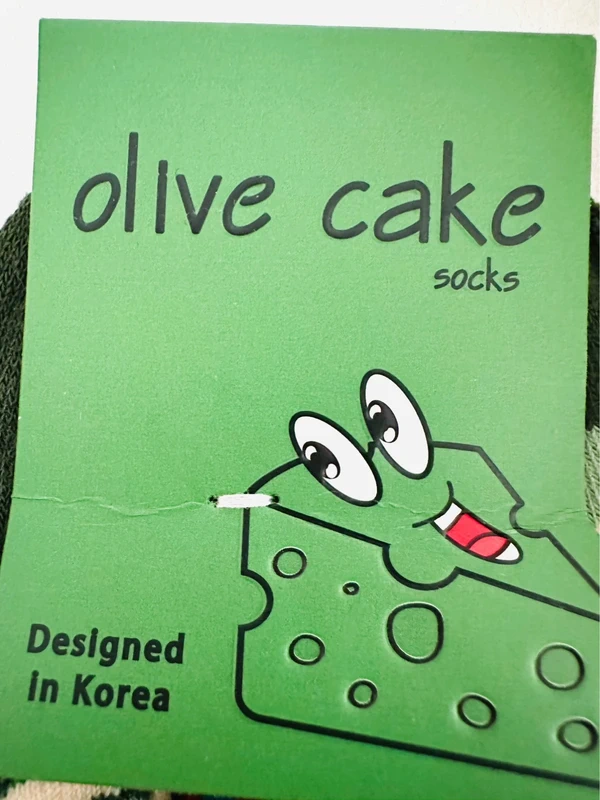 olive cake
socks
Designed
in Korea